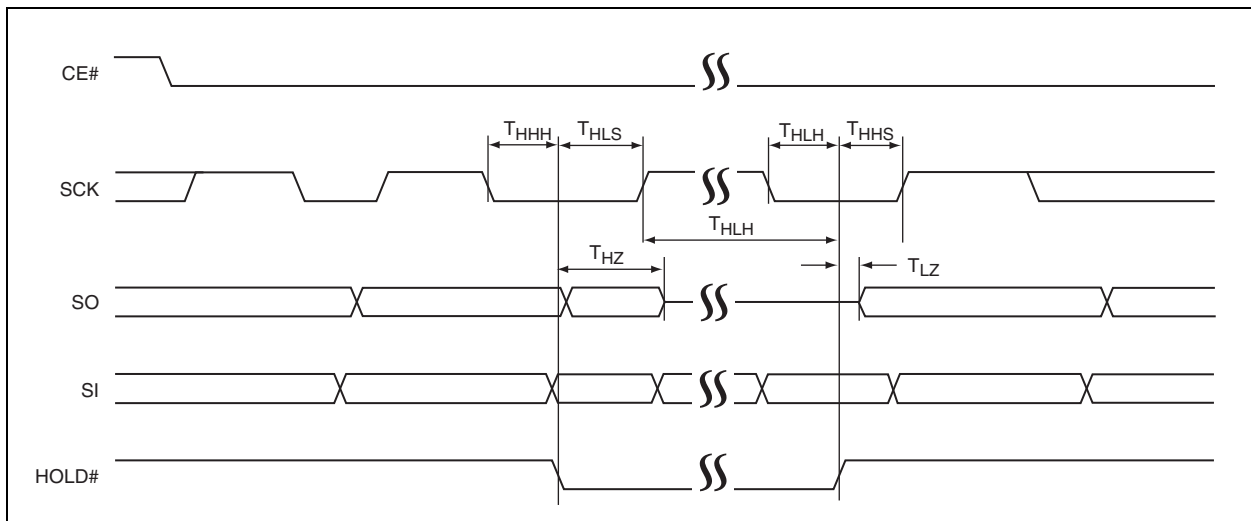 CE#
THHH THLS THLH THHS
SCK
THLH
THZ TLZ
SO
SI
HOLD#